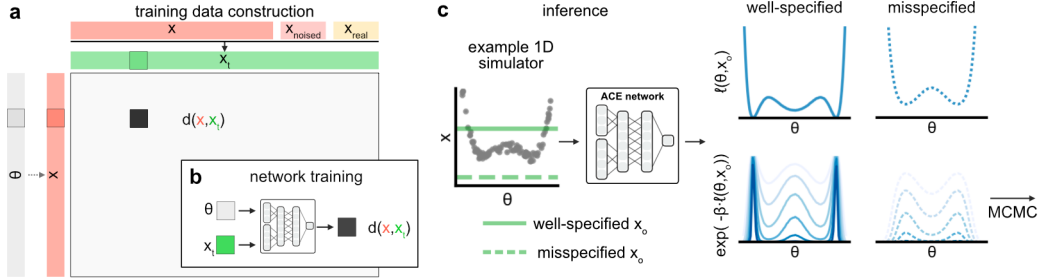 a
training data construction
x
x_noised
x_real
x_t
θ
x
d(x,x_t)
b
network training
θ
x_t
d(x,x_t)
c
inference
example 1D
simulator
x
θ
ACE network
well-specified x_o
misspecified x_o
well-specified
misspecified
ℓ(θ,x_o)
θ
θ
exp( -β·ℓ(θ,x_o))
θ
θ
MCMC